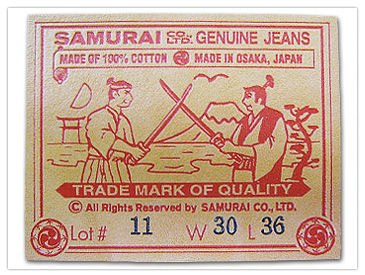 SAMURAI CO., LTD. GENUINE JEANS
MADE OF 100% COTTON MADE IN OSAKA, JAPAN
TRADE MARK OF QUALITY
© All Rights Reserved by SAMURAI CO., LTD.
Lot # 11 W 30 L 36